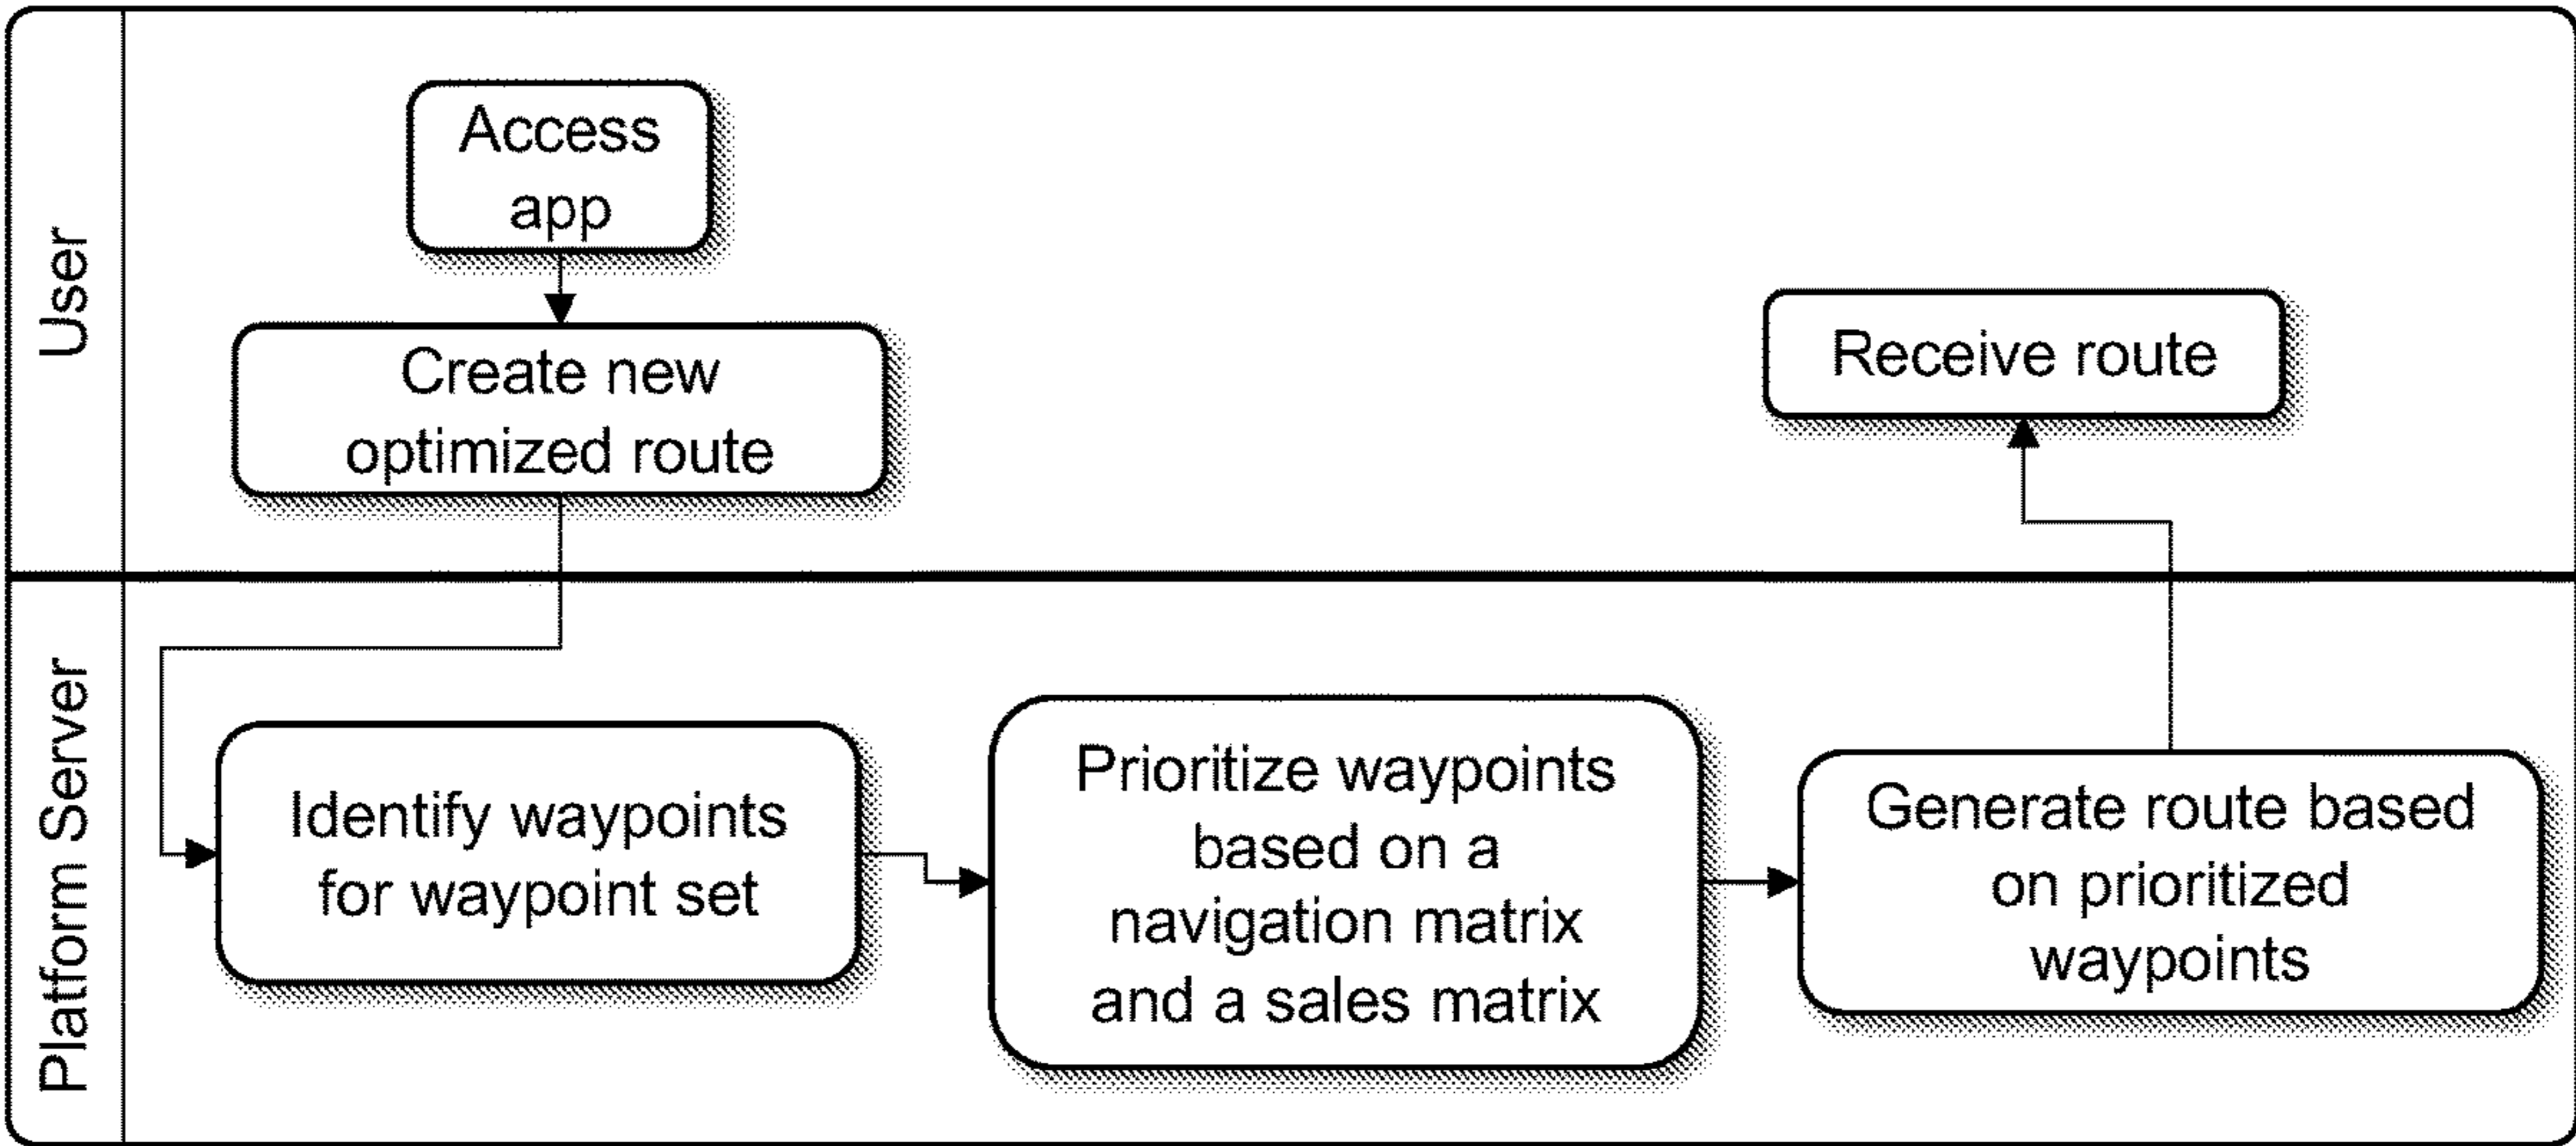 User
Access
app
Create new
optimized route
Receive route
Platform Server
Identify waypoints
for waypoint set
Prioritize waypoints
based on a
navigation matrix
and a sales matrix
Generate route based
on prioritized
waypoints